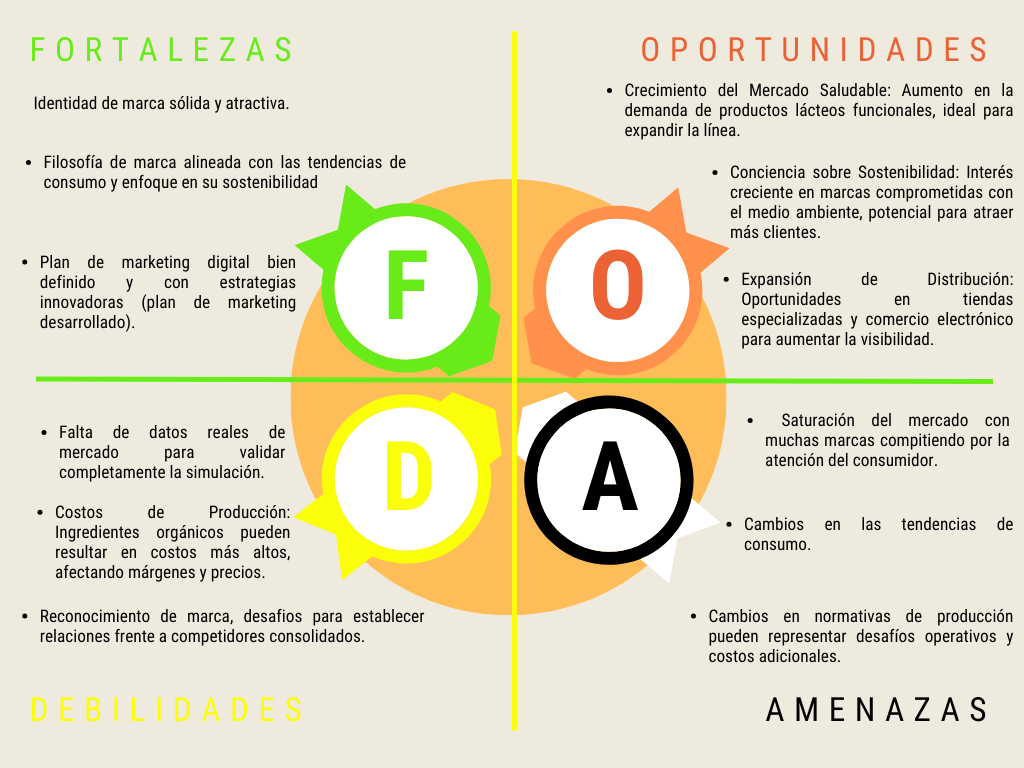 FORTALEZAS
Identidad de marca sólida y atractiva.
• Filosofía de marca alineada con las tendencias de
consumo y enfoque en su sostenibilidad
• Plan de marketing digital bien
definido y con estrategias
innovadoras (plan de marketing
desarrollado).
F
OPORTUNIDADES
• Crecimiento del Mercado Saludable: Aumento en la
demanda de productos lácteos funcionales, ideal para
expandir la línea.
• Conciencia sobre Sostenibilidad: Interés
creciente en marcas comprometidas con
el medio ambiente, potencial para atraer
más clientes.
• Expansión de Distribución:
Oportunidades en tiendas
especializadas y comercio electrónico
para aumentar la visibilidad.
O
• Falta de datos reales de
mercado para validar
completamente la simulación.
• Costos de Producción:
Ingredientes orgánicos pueden
resultar en costos más altos,
afectando márgenes y precios.
• Reconocimiento de marca, desafios para establecer
relaciones frente a competidores consolidados.
D
DEBILIDADES
• Saturación del mercado con
muchas marcas compitiendo por la
atención del consumidor.
• Cambios en las tendencias de
consumo.
• Cambios en normativas de producción
pueden representar desafíos operativos y
costos adicionales.
A
AMENAZAS